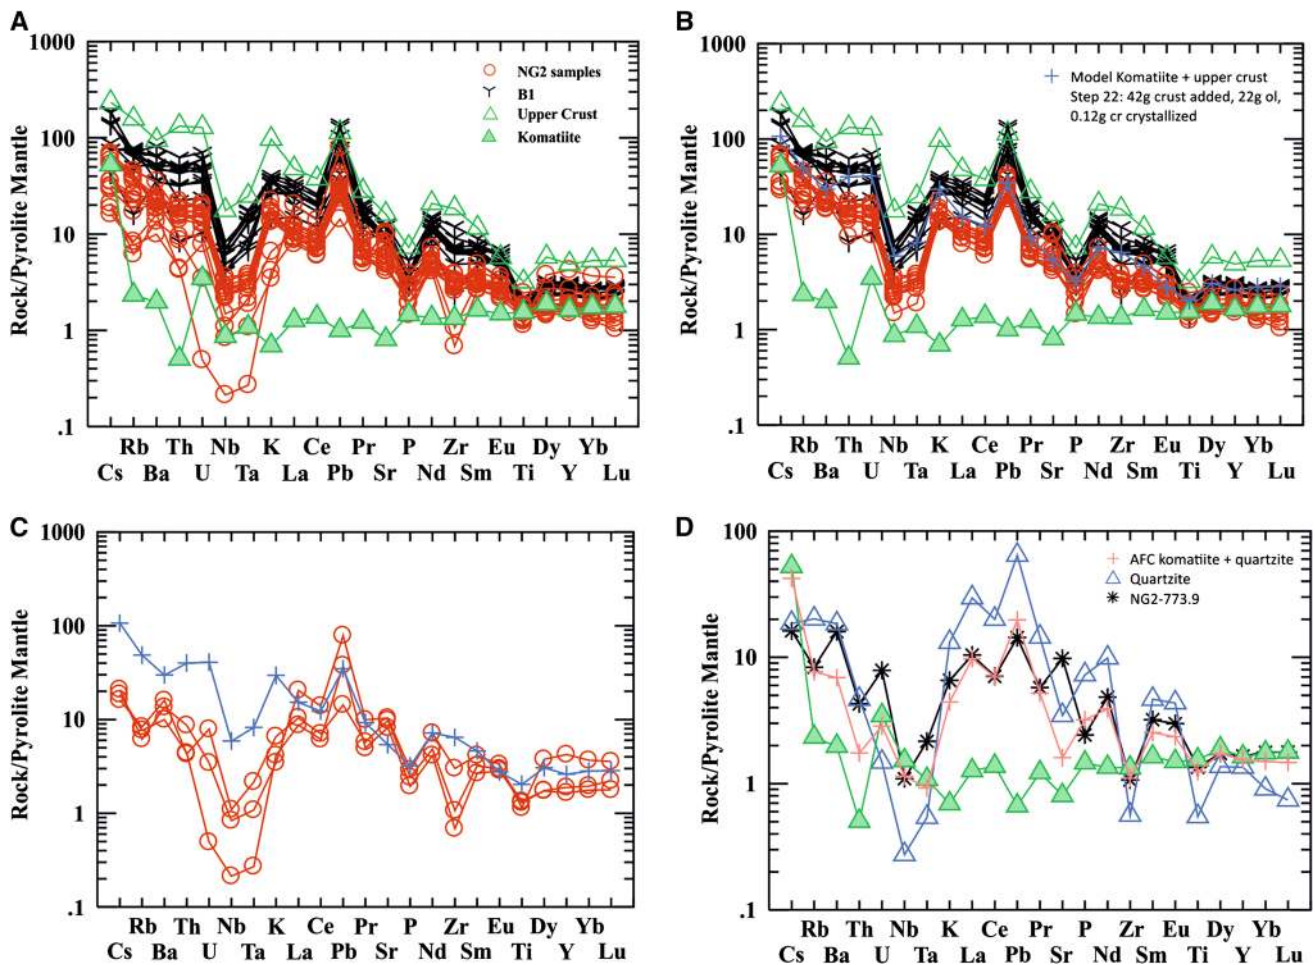 A
1000
100
10
1
.1
Rock/Pyrolite Mantle
NG2 samples
B1
Upper Crust
Komatiite
Rb Th Nb K Ce Pr P Zr Eu Dy Yb
Cs Ba U Ta La Pb Sr Nd Sm Ti Y Lu
B
1000
100
10
1
.1
Rock/Pyrolite Mantle
Model Komatiite + upper crust
Step 22: 42g crust added, 22g ol,
0.12g cr crystallized
Rb Th Nb K Ce Pr P Zr Eu Dy Yb
Cs Ba U Ta La Pb Sr Nd Sm Ti Y Lu
C
1000
100
10
1
.1
Rock/Pyrolite Mantle
Rb Th Nb K Ce Pr P Zr Eu Dy Yb
Cs Ba U Ta La Pb Sr Nd Sm Ti Y Lu
D
100
10
1
.1
Rock/Pyrolite Mantle
AFC komatiite + quartzite
Quartzite
NG2-773.9
Rb Th Nb K Ce Pr P Zr Eu Dy Yb
Cs Ba U Ta La Pb Sr Nd Sm Ti Y Lu